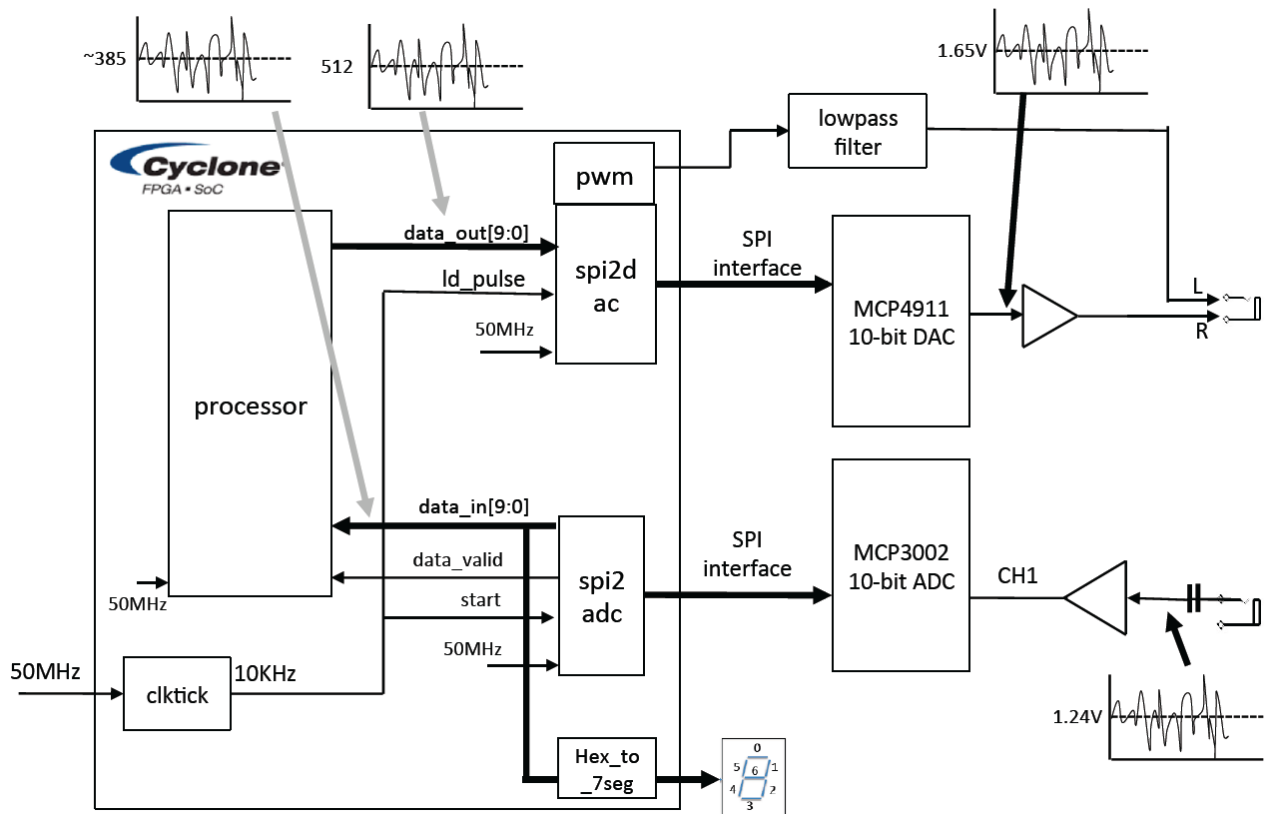 ~385
512
1.65V
Cyclone
FPGA • SoC
pwm
lowpass
filter
data_out[9:0]
ld_pulse
50MHz
spi2d
ac
SPI
interface
MCP4911
10-bit DAC
L
R
processor
50MHz
data_in[9:0]
data_valid
start
50MHz
spi2
adc
SPI
interface
MCP3002
10-bit ADC
CH1
50MHz
clktick
10KHz
1.24V
Hex_to
_7seg
0
5
6
1
4
2
3